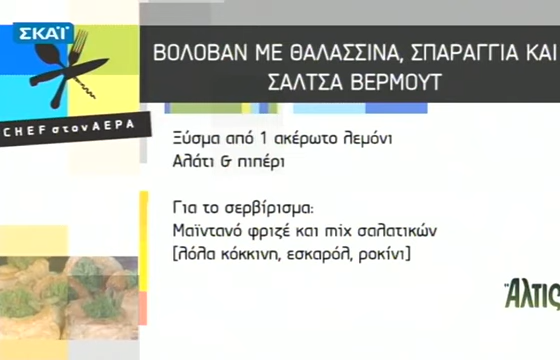 ΣΚΑΪ
ΒΟΛΟΒΑΝ ΜΕ ΘΑΛΑΣΣΙΝΑ, ΣΠΑΡΑΓΓΙΑ ΚΑΙ
ΣΑΛΤΣΑ ΒΕΡΜΟΥΤ
CHEF στον ΑΕΡΑ
Ξύσμα από 1 ακέρωτο λεμόνι
Αλάτι & πιπέρι
Για το σερβίρισμα:
Μαϊντανό φριζέ και mix σαλατικών
[λόλα κόκκινη, εσκαρόλ, ροκίνι]
Άλτις